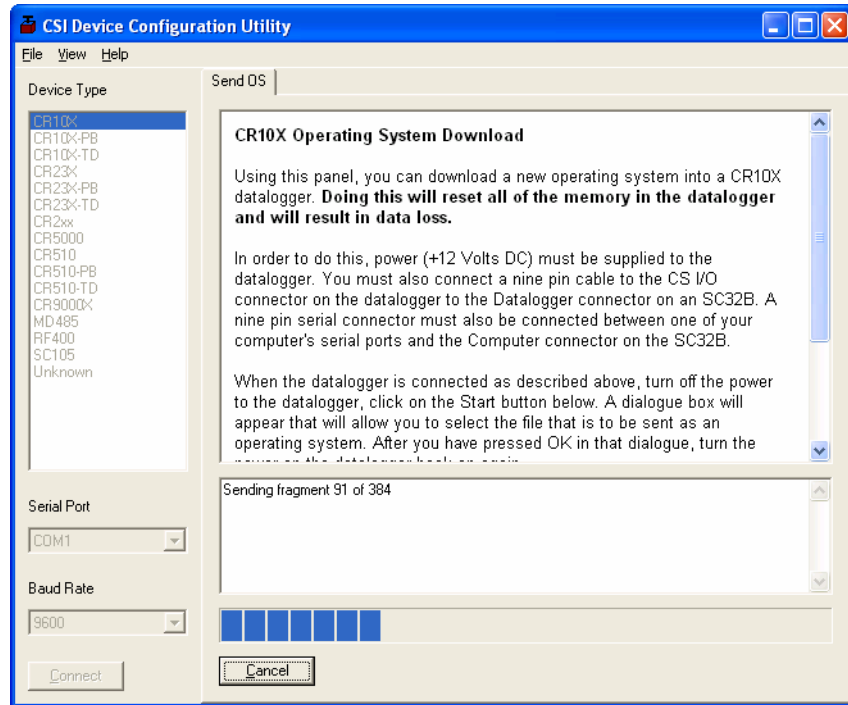 CSI Device Configuration Utility
File View Help
Device Type
CR10X
CR10X-PB
CR10X-TD
CR23X
CR23X-PB
CR23X-TD
CR2xx
CR5000
CR510
CR510-PB
CR510-TD
CR9000X
MD485
RF400
SC105
Unknown
Serial Port
COM1
Baud Rate
9600
Connect
Send OS
CR10X Operating System Download
Using this panel, you can download a new operating system into a CR10X
datalogger. Doing this will reset all of the memory in the datalogger
and will result in data loss.
In order to do this, power (+12 Volts DC) must be supplied to the
datalogger. You must also connect a nine pin cable to the CS I/O
connector on the datalogger to the Datalogger connector on an SC32B. A
nine pin serial connector must also be connected between one of your
computer's serial ports and the Computer connector on the SC32B.
When the datalogger is connected as described above, turn off the power
to the datalogger, click on the Start button below. A dialogue box will
appear that will allow you to select the file that is to be sent as an
operating system. After you have pressed OK in that dialogue, turn the
power on the datalogger back on again
Sending fragment 91 of 384
Cancel